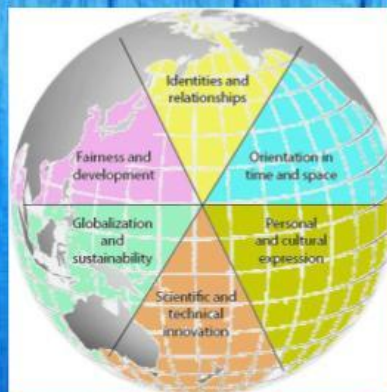 Identities and
relationships
Fairness and
development
Orientation in
time and space
Globalization
and
sustainability
Personal
and cultural
expression
Scientific and
technical
innovation